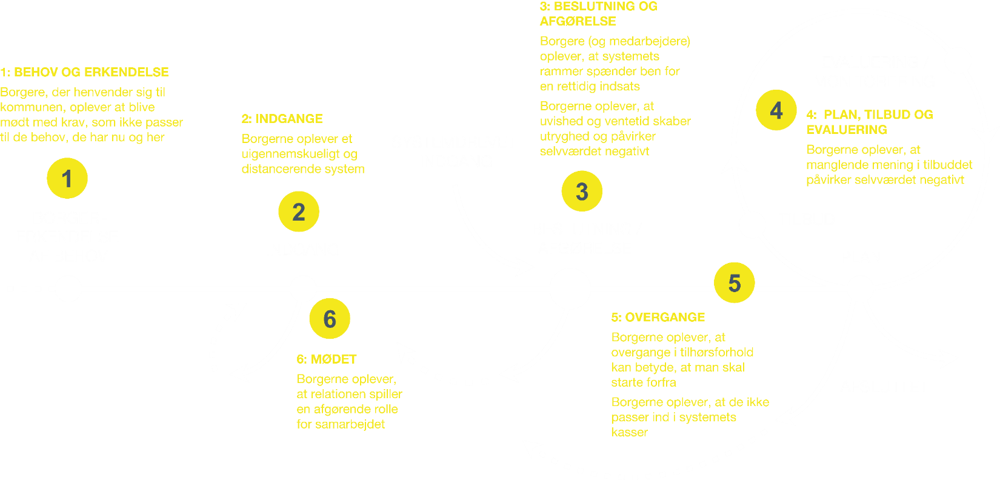 1: BEHOV OG ERKENDELSE
Borgere, der henvender sig til
kommunen, oplever at blive
mødt med krav, som ikke passer
til de behov, de har nu og her
1
2: INDGANGE
Borgerne oplever et
uigennemskueligt og
distancerende system
2
3: BESLUTNING OG
AFGØRELSE
Borgere (og medarbejdere)
oplever, at systemets
rammer spænder ben for
en rettidig indsats
Borgerne oplever, at
uvished og ventetid skaber
utryghed og påvirker
selvværdet negativt
3
4
4: PLAN, TILBUD OG
EVALUERING
Borgerne oplever, at
manglende mening i tilbuddet
påvirker selvværdet negativt
5
5: OVERGANGE
Borgerne oplever, at
overgange i tilhørsforhold
kan betyde, at man skal
starte forfra
Borgerne oplever, at de ikke
passer ind i systemets
kasser
6
6: MØDET
Borgerne oplever,
at relationen spiller
en afgørende rolle
for samarbejdet